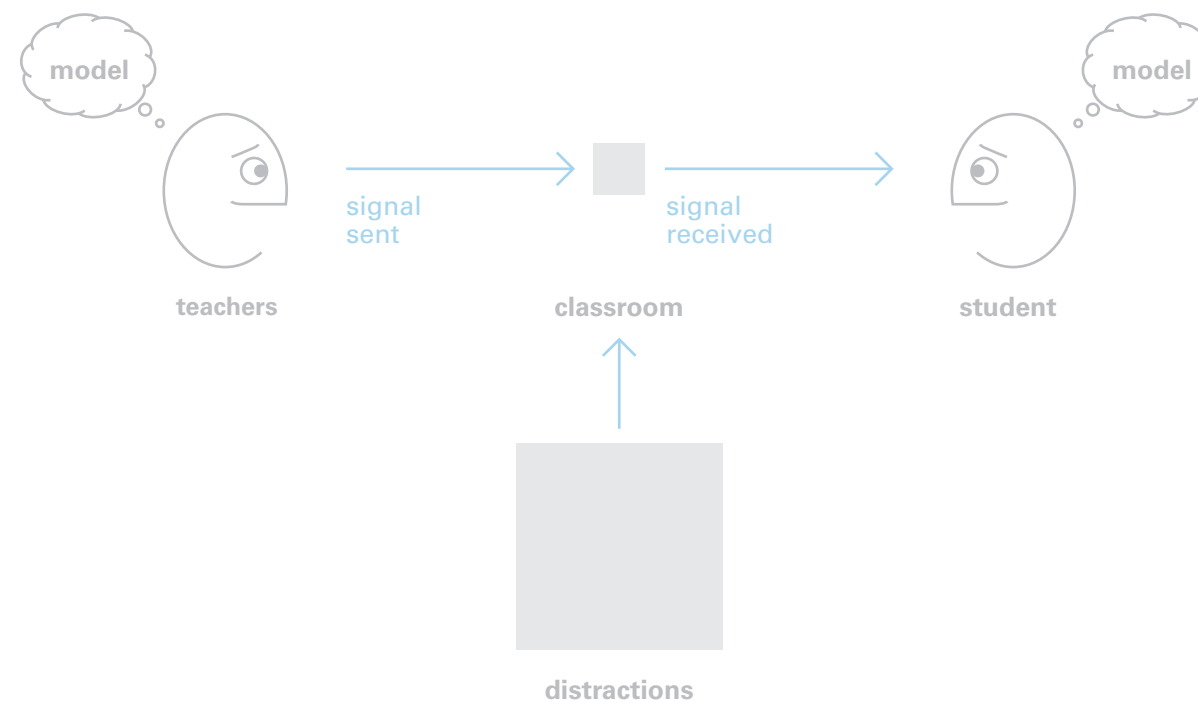 model
model
signal
sent
signal
received
teachers
classroom
student
distractions